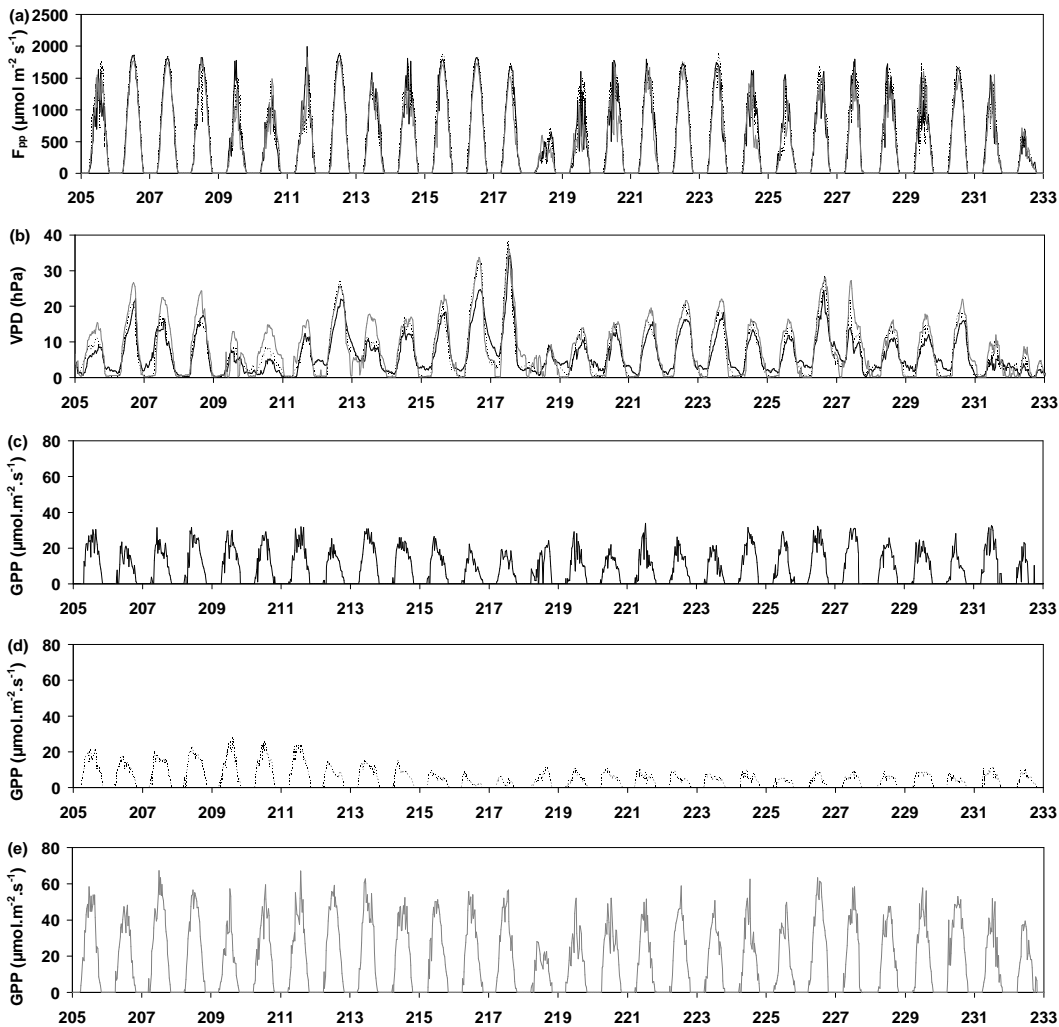 (a) 2500
2000
1500
1000
500
0
Fpp (µmol m⁻² s⁻¹)
205 207 209 211 213 215 217 219 221 223 225 227 229 231 233
(b) 40
30
20
10
0
VPD (hPa)
205 207 209 211 213 215 217 219 221 223 225 227 229 231 233
(c) 80
60
40
20
0
GPP (µmol.m⁻².s⁻¹)
205 207 209 211 213 215 217 219 221 223 225 227 229 231 233
(d) 80
60
40
20
0
GPP (µmol.m⁻².s⁻¹)
205 207 209 211 213 215 217 219 221 223 225 227 229 231 233
(e) 80
60
40
20
0
GPP (µmol.m⁻².s⁻¹)
205 207 209 211 213 215 217 219 221 223 225 227 229 231 233